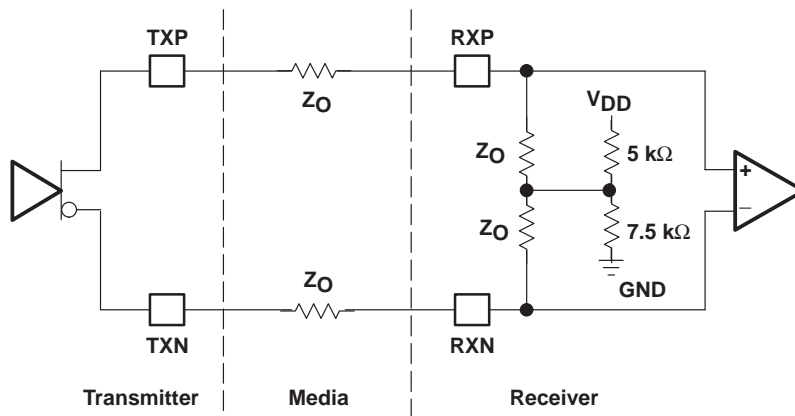 TXP
RXP
ZO
VDD
ZO
5 kΩ
+
−
ZO
7.5 kΩ
ZO
GND
TXN
RXN
Transmitter
Media
Receiver